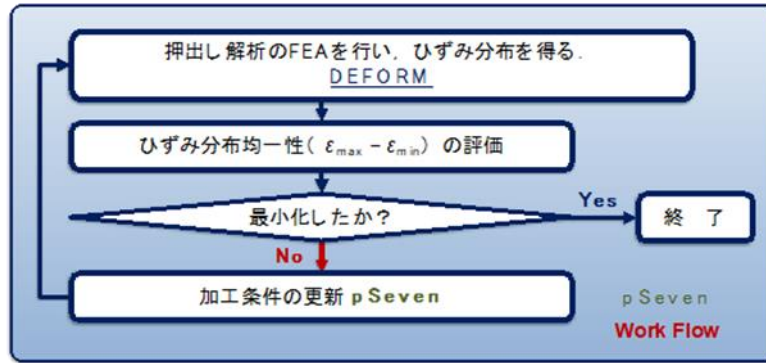 押出し解析のFEAを行い，ひずみ分布を得る.
DEFORM
ひずみ分布均一性( εmax − εmin) の評価
最小化したか？
Yes
終 了
No
加工条件の更新 pSeven
pSeven
Work Flow